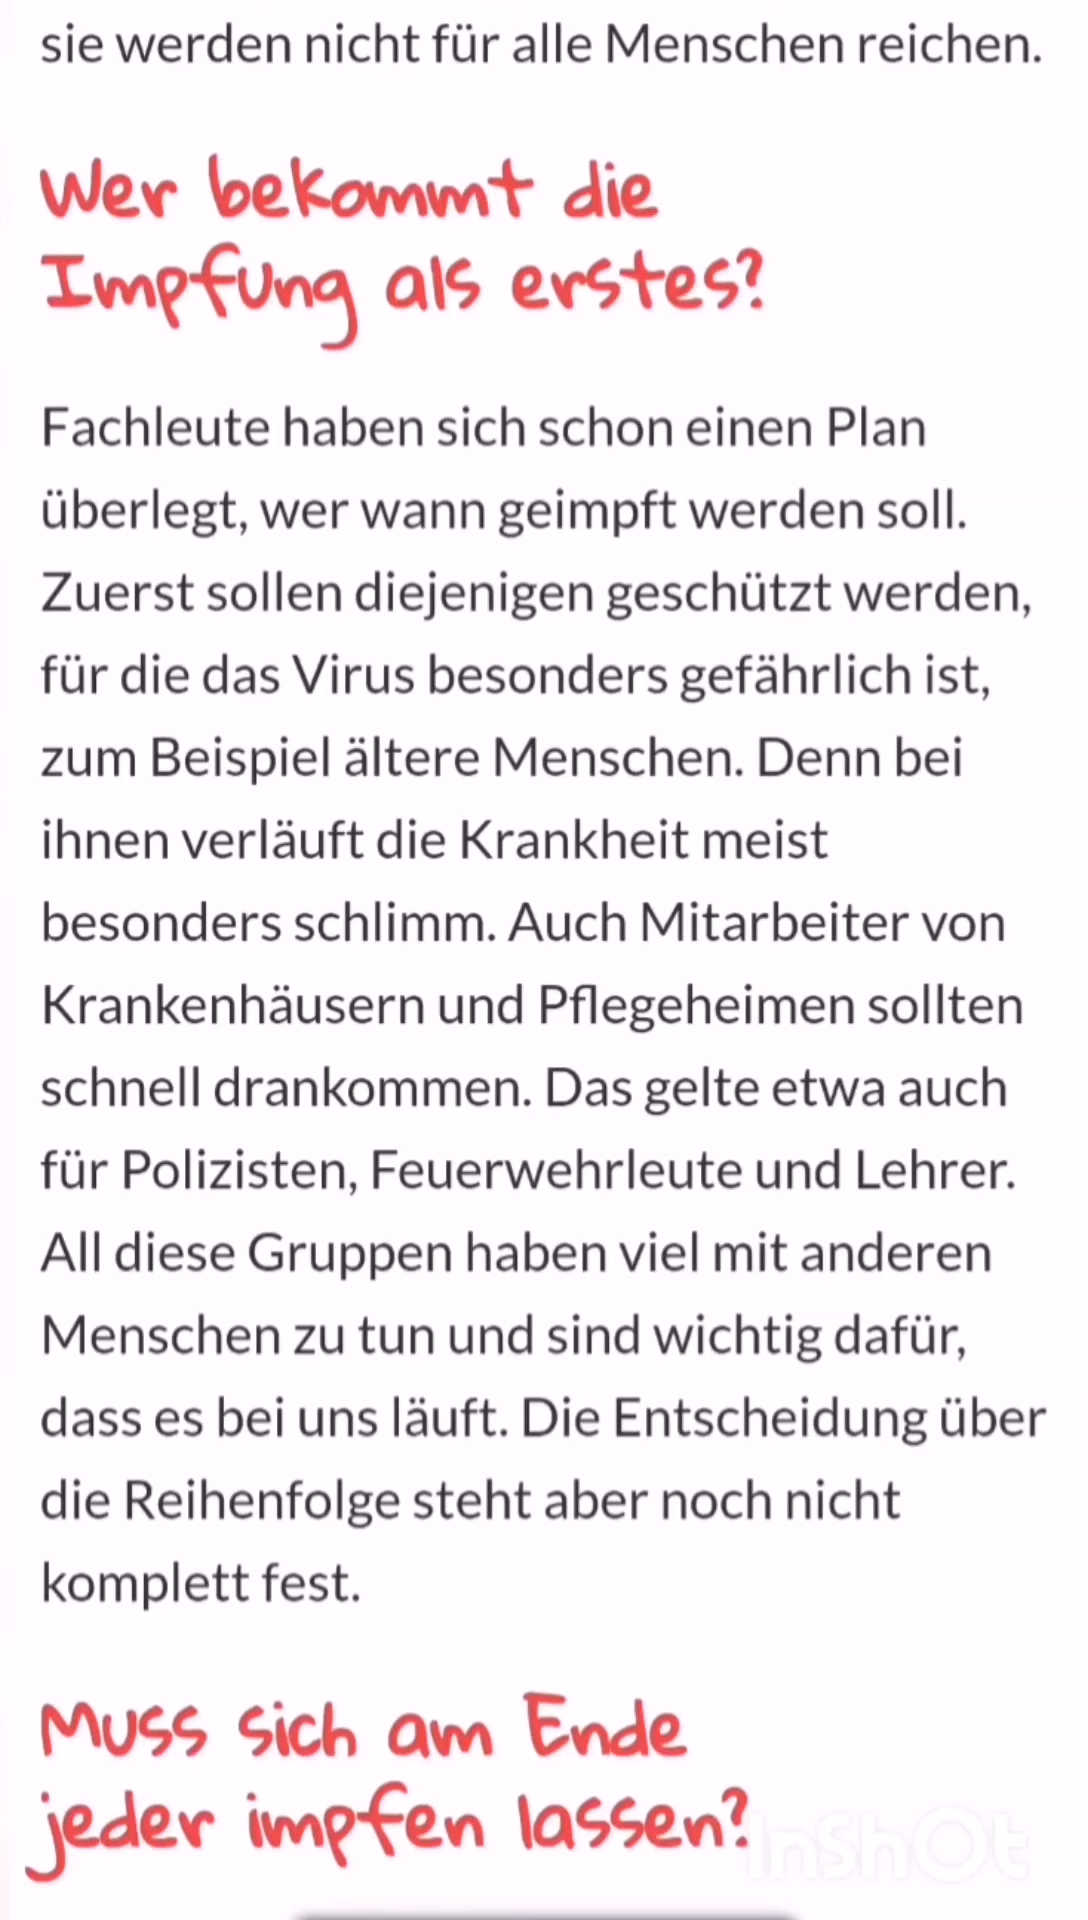 sie werden nicht für alle Menschen reichen.
Wer bekommt die
Impfung als erstes?
Fachleute haben sich schon einen Plan
überlegt, wer wann geimpft werden soll.
Zuerst sollen diejenigen geschützt werden,
für die das Virus besonders gefährlich ist,
zum Beispiel ältere Menschen. Denn bei
ihnen verläuft die Krankheit meist
besonders schlimm. Auch Mitarbeiter von
Krankenhäusern und Pflegeheimen sollten
schnell drankommen. Das gelte etwa auch
für Polizisten, Feuerwehrleute und Lehrer.
All diese Gruppen haben viel mit anderen
Menschen zu tun und sind wichtig dafür,
dass es bei uns läuft. Die Entscheidung über
die Reihenfolge steht aber noch nicht
komplett fest.
Muss sich am Ende
jeder impfen lassen?
InShOt